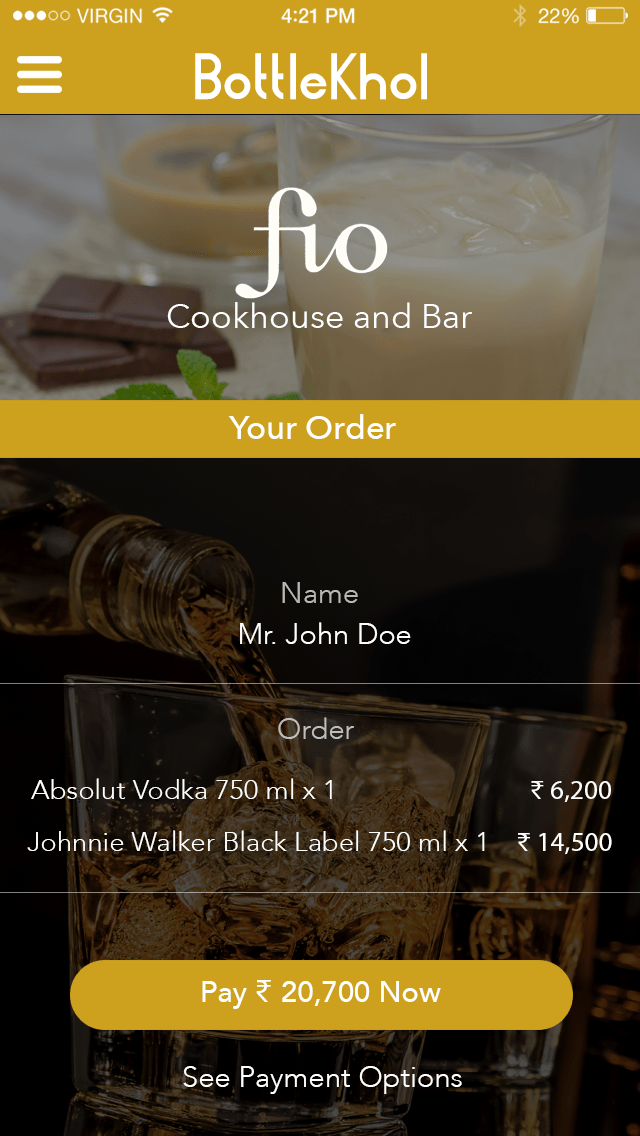 VIRGIN 4:21 PM 22%
BottleKhol
fio
Cookhouse and Bar
Your Order
Name
Mr. John Doe
Order
Absolut Vodka 750 ml x 1 ₹ 6,200
Johnnie Walker Black Label 750 ml x 1 ₹ 14,500
Pay ₹ 20,700 Now
See Payment Options